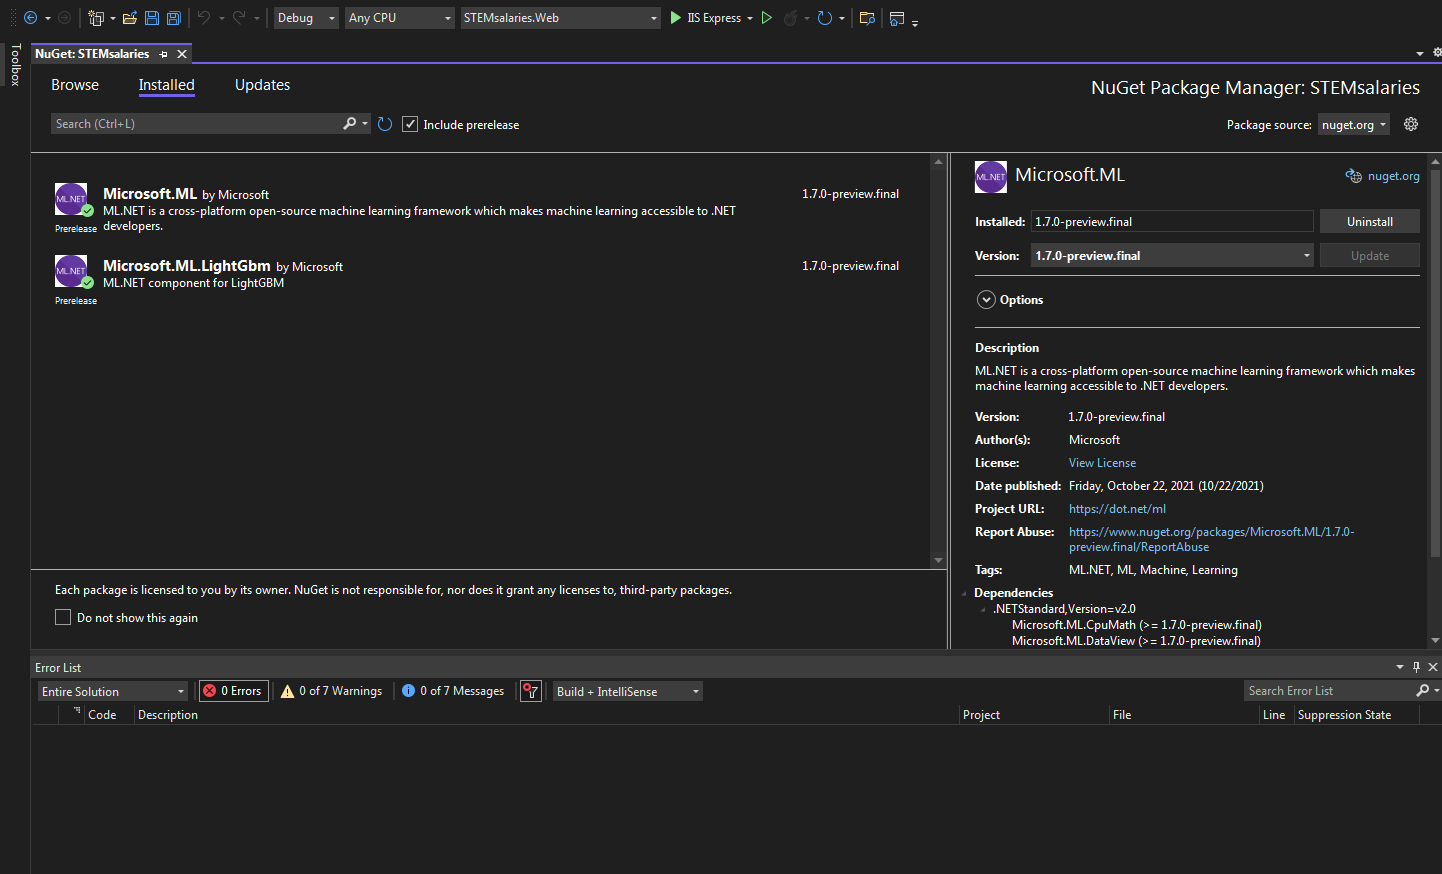 Debug
Any CPU
STEMsalaries.Web
IIS Express
Toolbox
NuGet: STEMsalaries
Browse
Installed
Updates
NuGet Package Manager: STEMsalaries
Search (Ctrl+L)
Include prerelease
Package source: nuget.org
ML.NET
Microsoft.ML by Microsoft
1.7.0-preview.final
ML.NET is a cross-platform open-source machine learning framework which makes machine learning accessible to .NET
developers.
Prerelease
ML.NET
Microsoft.ML.LightGbm by Microsoft
1.7.0-preview.final
ML.NET component for LightGBM
Prerelease
Each package is licensed to you by its owner. NuGet is not responsible for, nor does it grant any licenses to, third-party packages.
Do not show this again
ML.NET
Microsoft.ML
nuget.org
Installed: 1.7.0-preview.final
Uninstall
Version: 1.7.0-preview.final
Update
Options
Description
ML.NET is a cross-platform open-source machine learning framework which makes
machine learning accessible to .NET developers.
Version: 1.7.0-preview.final
Author(s): Microsoft
License: View License
Date published: Friday, October 22, 2021 (10/22/2021)
Project URL: https://dot.net/ml
Report Abuse: https://www.nuget.org/packages/Microsoft.ML/1.7.0-
preview.final/ReportAbuse
Tags: ML.NET, ML, Machine, Learning
Dependencies
.NETStandard,Version=v2.0
Microsoft.ML.CpuMath (>= 1.7.0-preview.final)
Microsoft.ML.DataView (>= 1.7.0-preview.final)
Error List
Entire Solution
0 Errors
0 of 7 Warnings
0 of 7 Messages
Build + IntelliSense
Search Error List
Code
Description
Project
File
Line
Suppression State